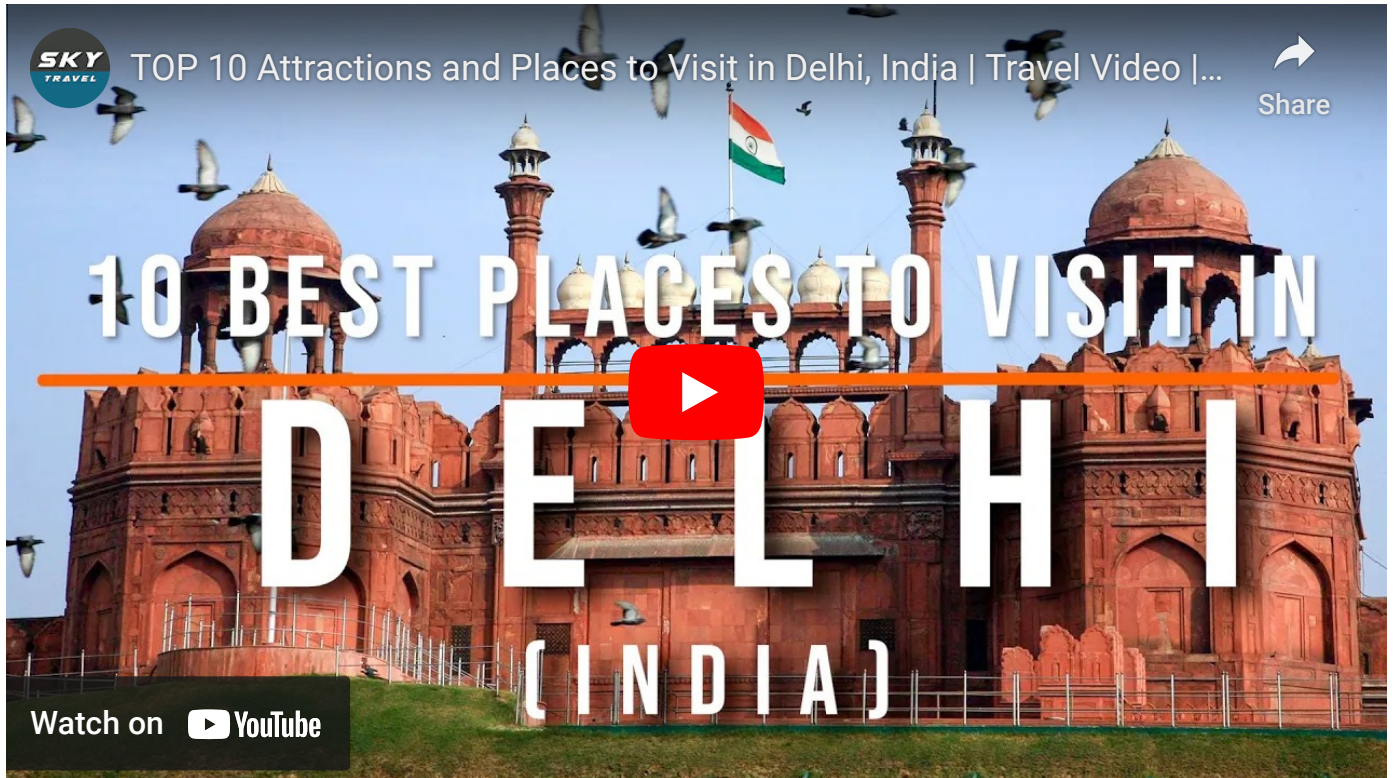 SKY
TRAVEL
TOP 10 Attractions and Places to Visit in Delhi, India | Travel Video |...
Share
10 BEST PLACES TO VISIT IN
DELHI
(INDIA)
Watch on YouTube